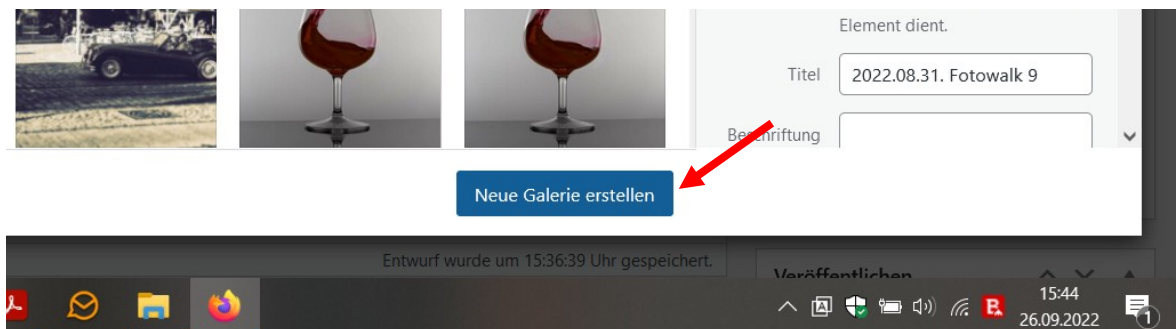 Element dient.
Titel
2022.08.31. Fotowalk 9
Beschriftung
Neue Galerie erstellen
Entwurf wurde um 15:36:39 Uhr gespeichert.
Veröffentlichen
15:44
26.09.2022
1